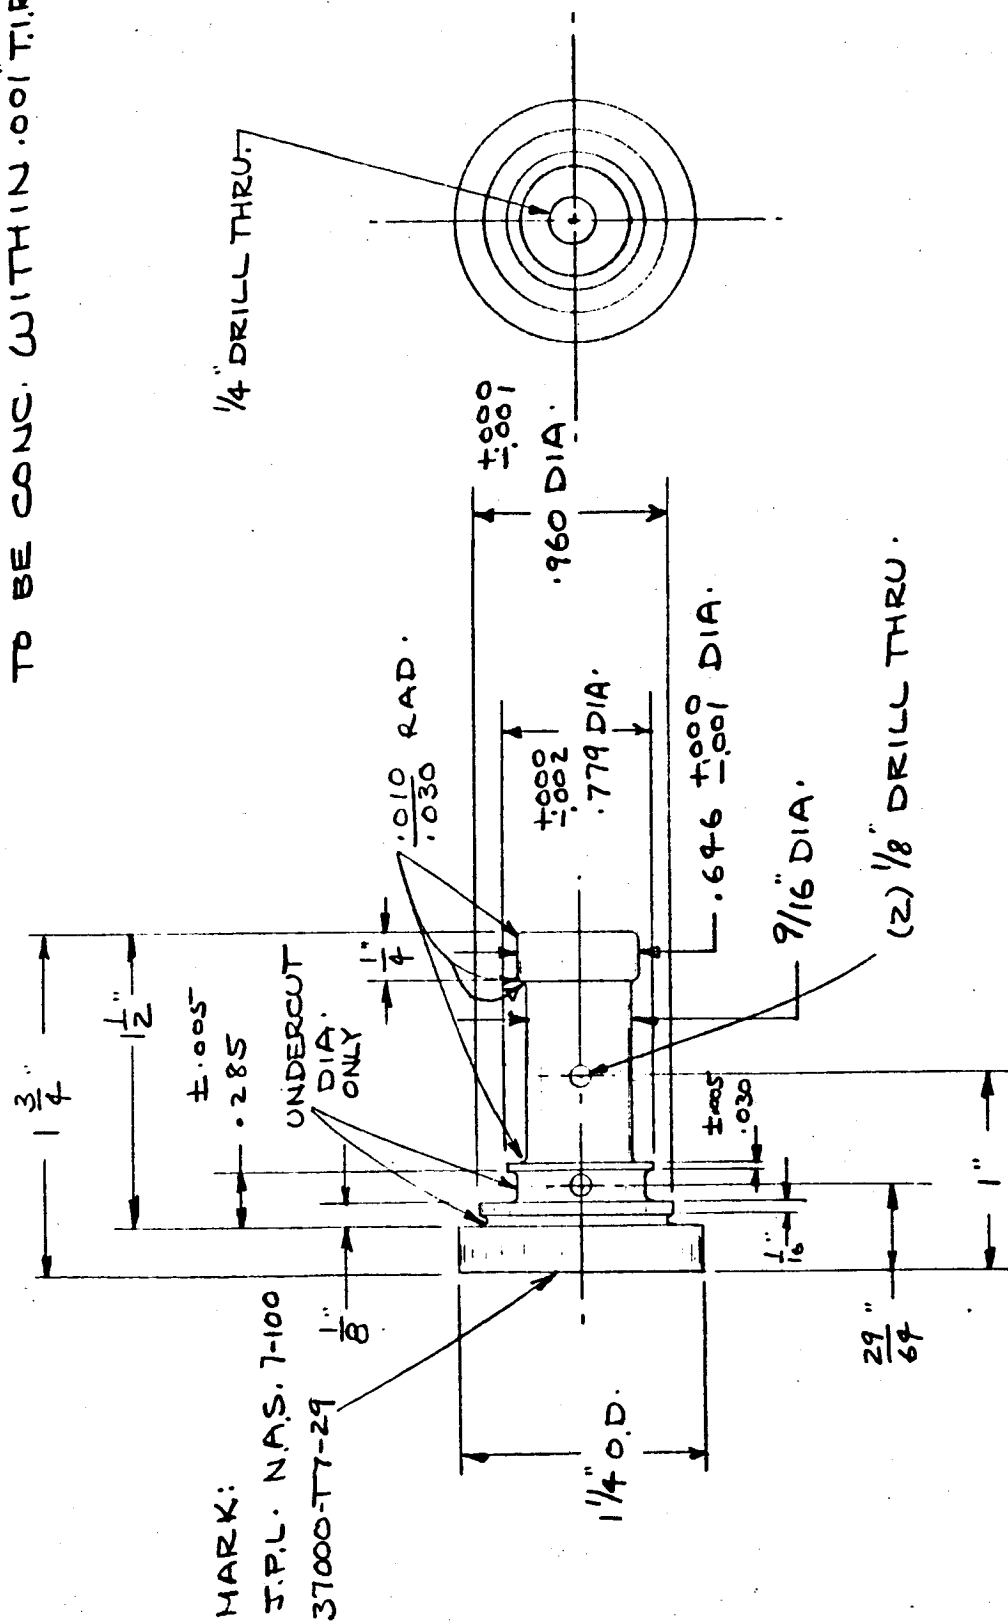 TO BE CONC. WITHIN .001" T.I.R
1/4" DRILL THRU.
+.000
-.001
.960 DIA.
.010
.030 RAD.
+.000
-.002
.779 DIA.
.646 +.000
-.001 DIA.
9/16" DIA.
(2) 1/8" DRILL THRU.
1 3/4"
1 1/2"
±.005
.285
UNDERCUT
DIA.
ONLY
1/4"
1/8"
±.005
.030
1/16"
1"
29/64"
1 1/4" O.D.
MARK:
J.P.L. N.A.S. 7-100
37000-T7-29